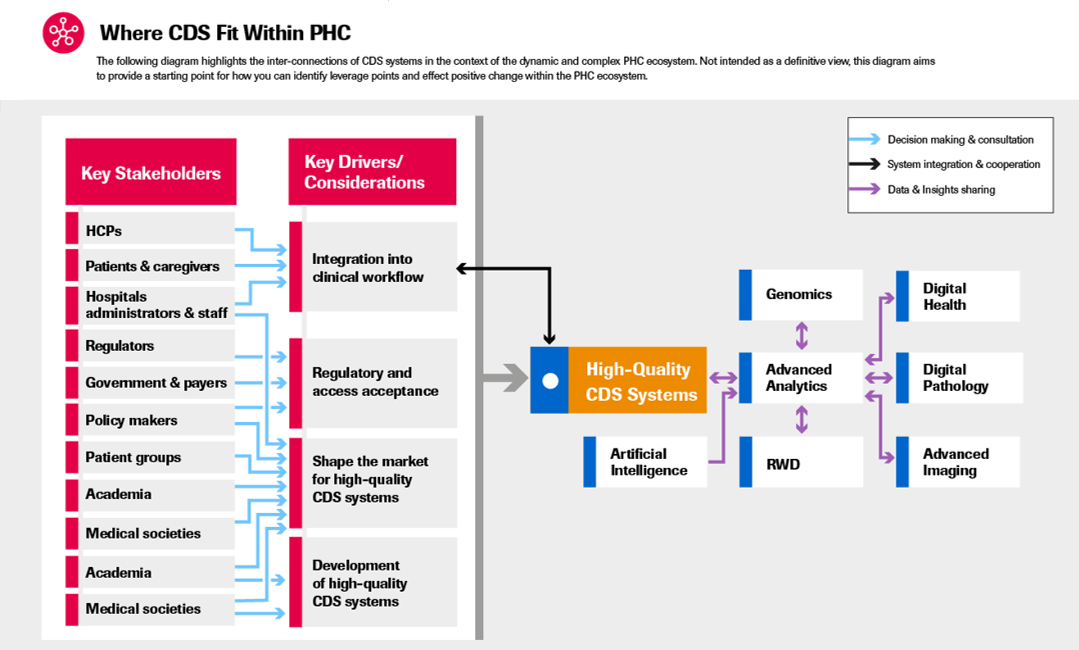 Where CDS Fit Within PHC
The following diagram highlights the inter-connections of CDS systems in the context of the dynamic and complex PHC ecosystem. Not intended as a definitive view, this diagram aims
to provide a starting point for how you can identify leverage points and effect positive change within the PHC ecosystem.
Key Stakeholders
HCPs
Patients & caregivers
Hospitals
administrators & staff
Regulators
Government & payers
Policy makers
Patient groups
Academia
Medical societies
Academia
Medical societies
Key Drivers/
Considerations
Integration into
clinical workflow
Regulatory and
access acceptance
Shape the market
for high-quality
CDS systems
Development
of high-quality
CDS systems
Decision making & consultation
System integration & cooperation
Data & Insights sharing
High-Quality
CDS Systems
Artificial
Intelligence
Genomics
Advanced
Analytics
RWD
Digital
Health
Digital
Pathology
Advanced
Imaging